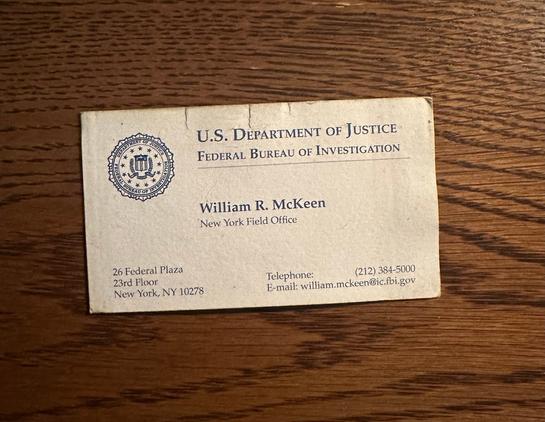 U.S. DEPARTMENT OF JUSTICE
FEDERAL BUREAU OF INVESTIGATION
William R. McKeen
New York Field Office
26 Federal Plaza
23rd Floor
New York, NY 10278
Telephone: (212) 384-5000
E-mail: william.mckeen@ic.fbi.gov